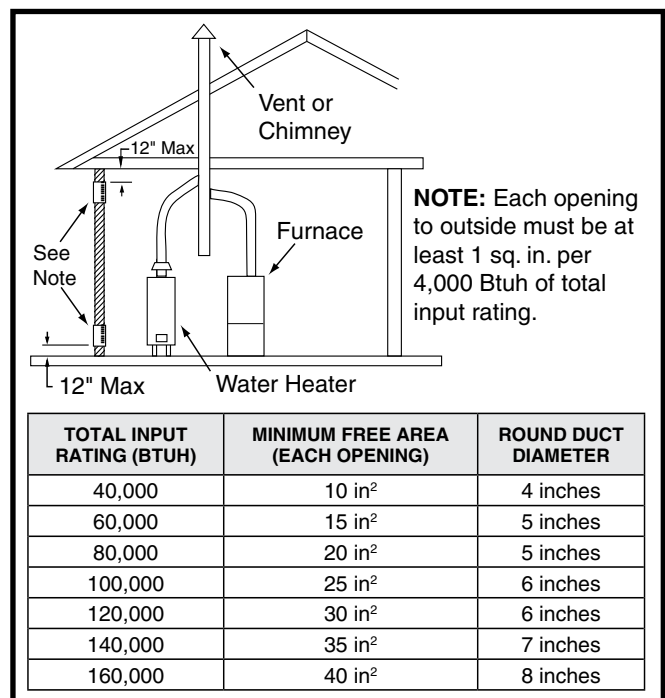 Vent or
Chimney
12" Max
NOTE: Each opening
to outside must be at
least 1 sq. in. per
4,000 Btuh of total
input rating.
Furnace
See
Note
12" Max
Water Heater
TOTAL INPUT RATING (BTUH) MINIMUM FREE AREA (EACH OPENING) ROUND DUCT DIAMETER
40,000 10 in² 4 inches
60,000 15 in² 5 inches
80,000 20 in² 5 inches
100,000 25 in² 6 inches
120,000 30 in² 6 inches
140,000 35 in² 7 inches
160,000 40 in² 8 inches